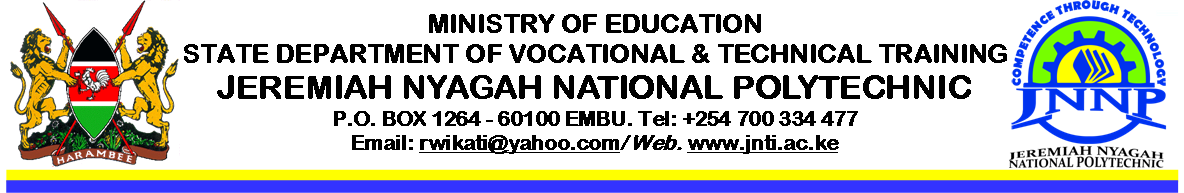 MINISTRY OF EDUCATION
STATE DEPARTMENT OF VOCATIONAL & TECHNICAL TRAINING
JEREMIAH NYAGAH NATIONAL POLYTECHNIC
P.O. BOX 1264 - 60100 EMBU. Tel: +254 700 334 477
Email: rwikati@yahoo.com/Web. www.jnti.ac.ke
HARAMBEE
COMPETENCE THROUGH TECHNOLOGY
JNNP
JEREMIAH NYAGAH
NATIONAL POLYTECHNIC